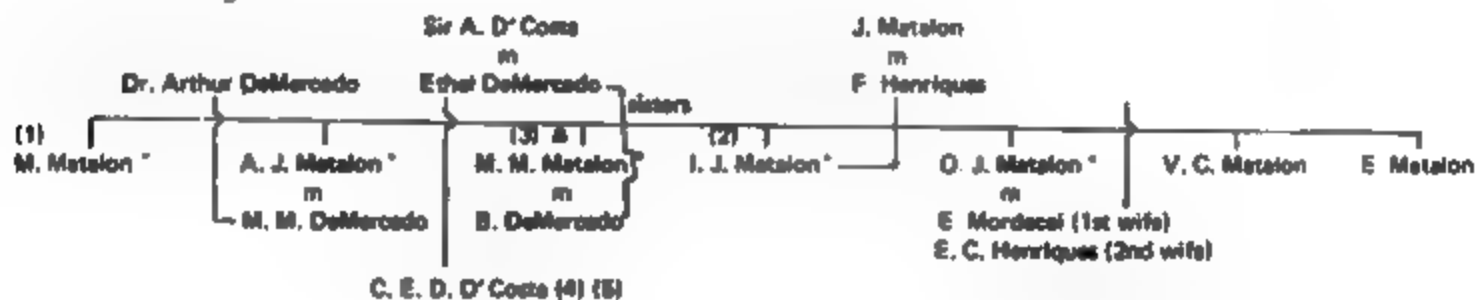 Sir A. D'Costa J. Matalon
m m
Dr. Arthur DeMercado Ethel DeMercado F Henriques
sisters
(1) (3) & (2)
M. Matalon * A. J. Matalon * M. M. Matalon * I. J. Matalon * O. J. Matalon * V. C. Matalon E Matalon
m m m
M. M. DeMercado B. DeMercado E Mordecai (1st wife)
E. C. Henriques (2nd wife)
C. E. D. D'Costa (4) (5)